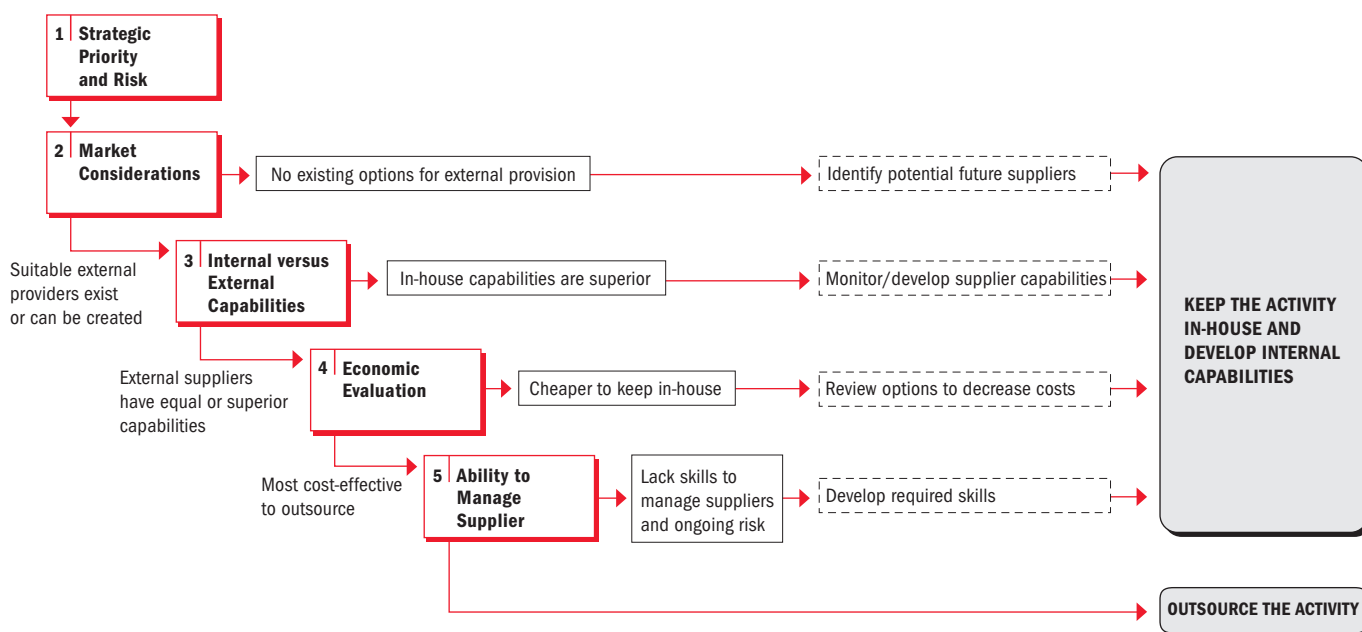 1 Strategic
Priority
and Risk
2 Market
Considerations
No existing options for external provision
Identify potential future suppliers
Suitable external
providers exist
or can be created
3 Internal versus
External
Capabilities
In-house capabilities are superior
Monitor/develop supplier capabilities
KEEP THE ACTIVITY
IN-HOUSE AND
DEVELOP INTERNAL
CAPABILITIES
External suppliers
have equal or superior
capabilities
4 Economic
Evaluation
Cheaper to keep in-house
Review options to decrease costs
Most cost-effective
to outsource
5 Ability to
Manage
Supplier
Lack skills to
manage suppliers
and ongoing risk
Develop required skills
OUTSOURCE THE ACTIVITY